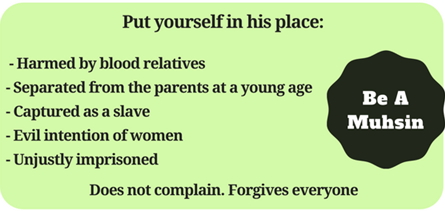 Put yourself in his place:
- Harmed by blood relatives
- Separated from the parents at a young age
- Captured as a slave
- Evil intention of women
- Unjustly imprisoned
Be A
Muhsin
Does not complain. Forgives everyone